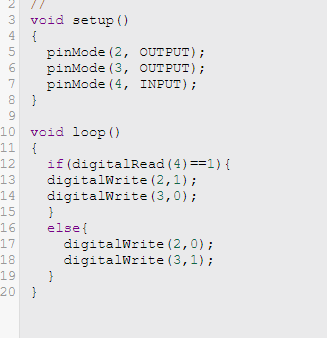 2 //
3 void setup()
4 {
5   pinMode(2, OUTPUT);
6   pinMode(3, OUTPUT);
7   pinMode(4, INPUT);
8 }
9
10 void loop()
11 {
12   if(digitalRead(4)==1){
13   digitalWrite(2,1);
14   digitalWrite(3,0);
15   }
16   else{
17     digitalWrite(2,0);
18     digitalWrite(3,1);
19   }
20 }